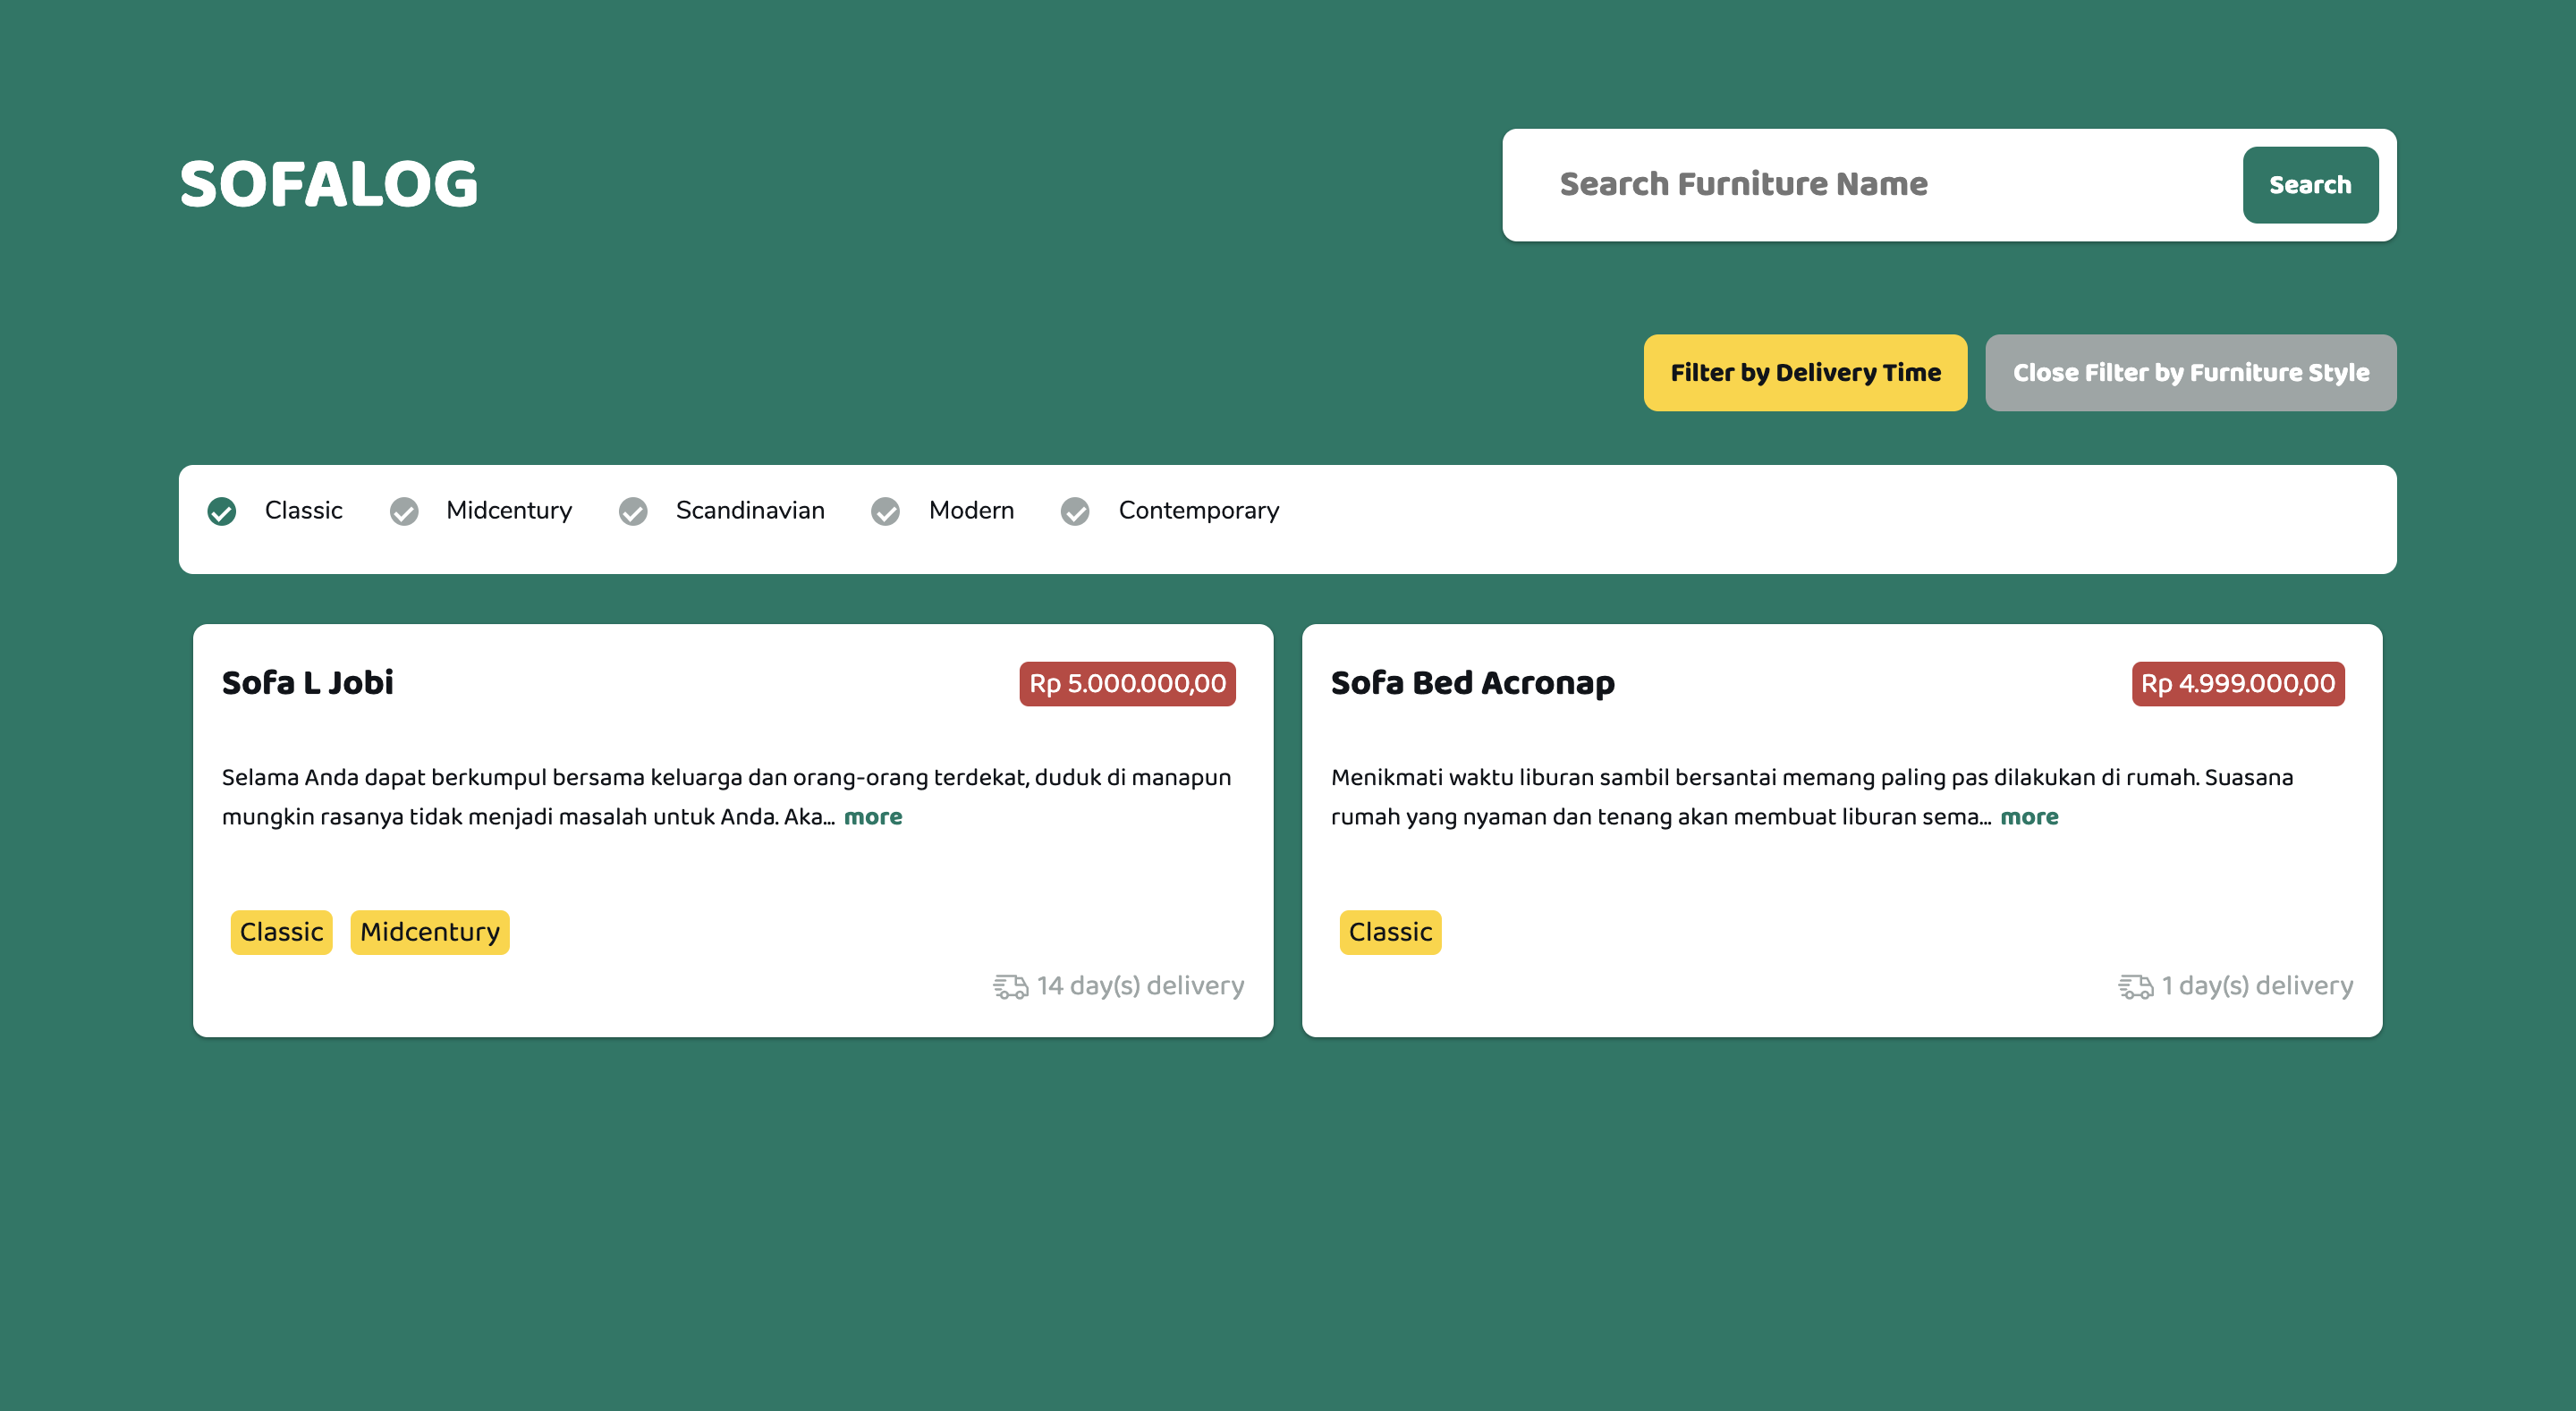 SOFALOG
Search Furniture Name
Search
Filter by Delivery Time
Close Filter by Furniture Style
Classic
Midcentury
Scandinavian
Modern
Contemporary
Sofa L Jobi
Rp 5.000.000,00
Selama Anda dapat berkumpul bersama keluarga dan orang-orang terdekat, duduk di manapun
mungkin rasanya tidak menjadi masalah untuk Anda. Aka... more
Classic
Midcentury
14 day(s) delivery
Sofa Bed Acronap
Rp 4.999.000,00
Menikmati waktu liburan sambil bersantai memang paling pas dilakukan di rumah. Suasana
rumah yang nyaman dan tenang akan membuat liburan sema... more
Classic
1 day(s) delivery